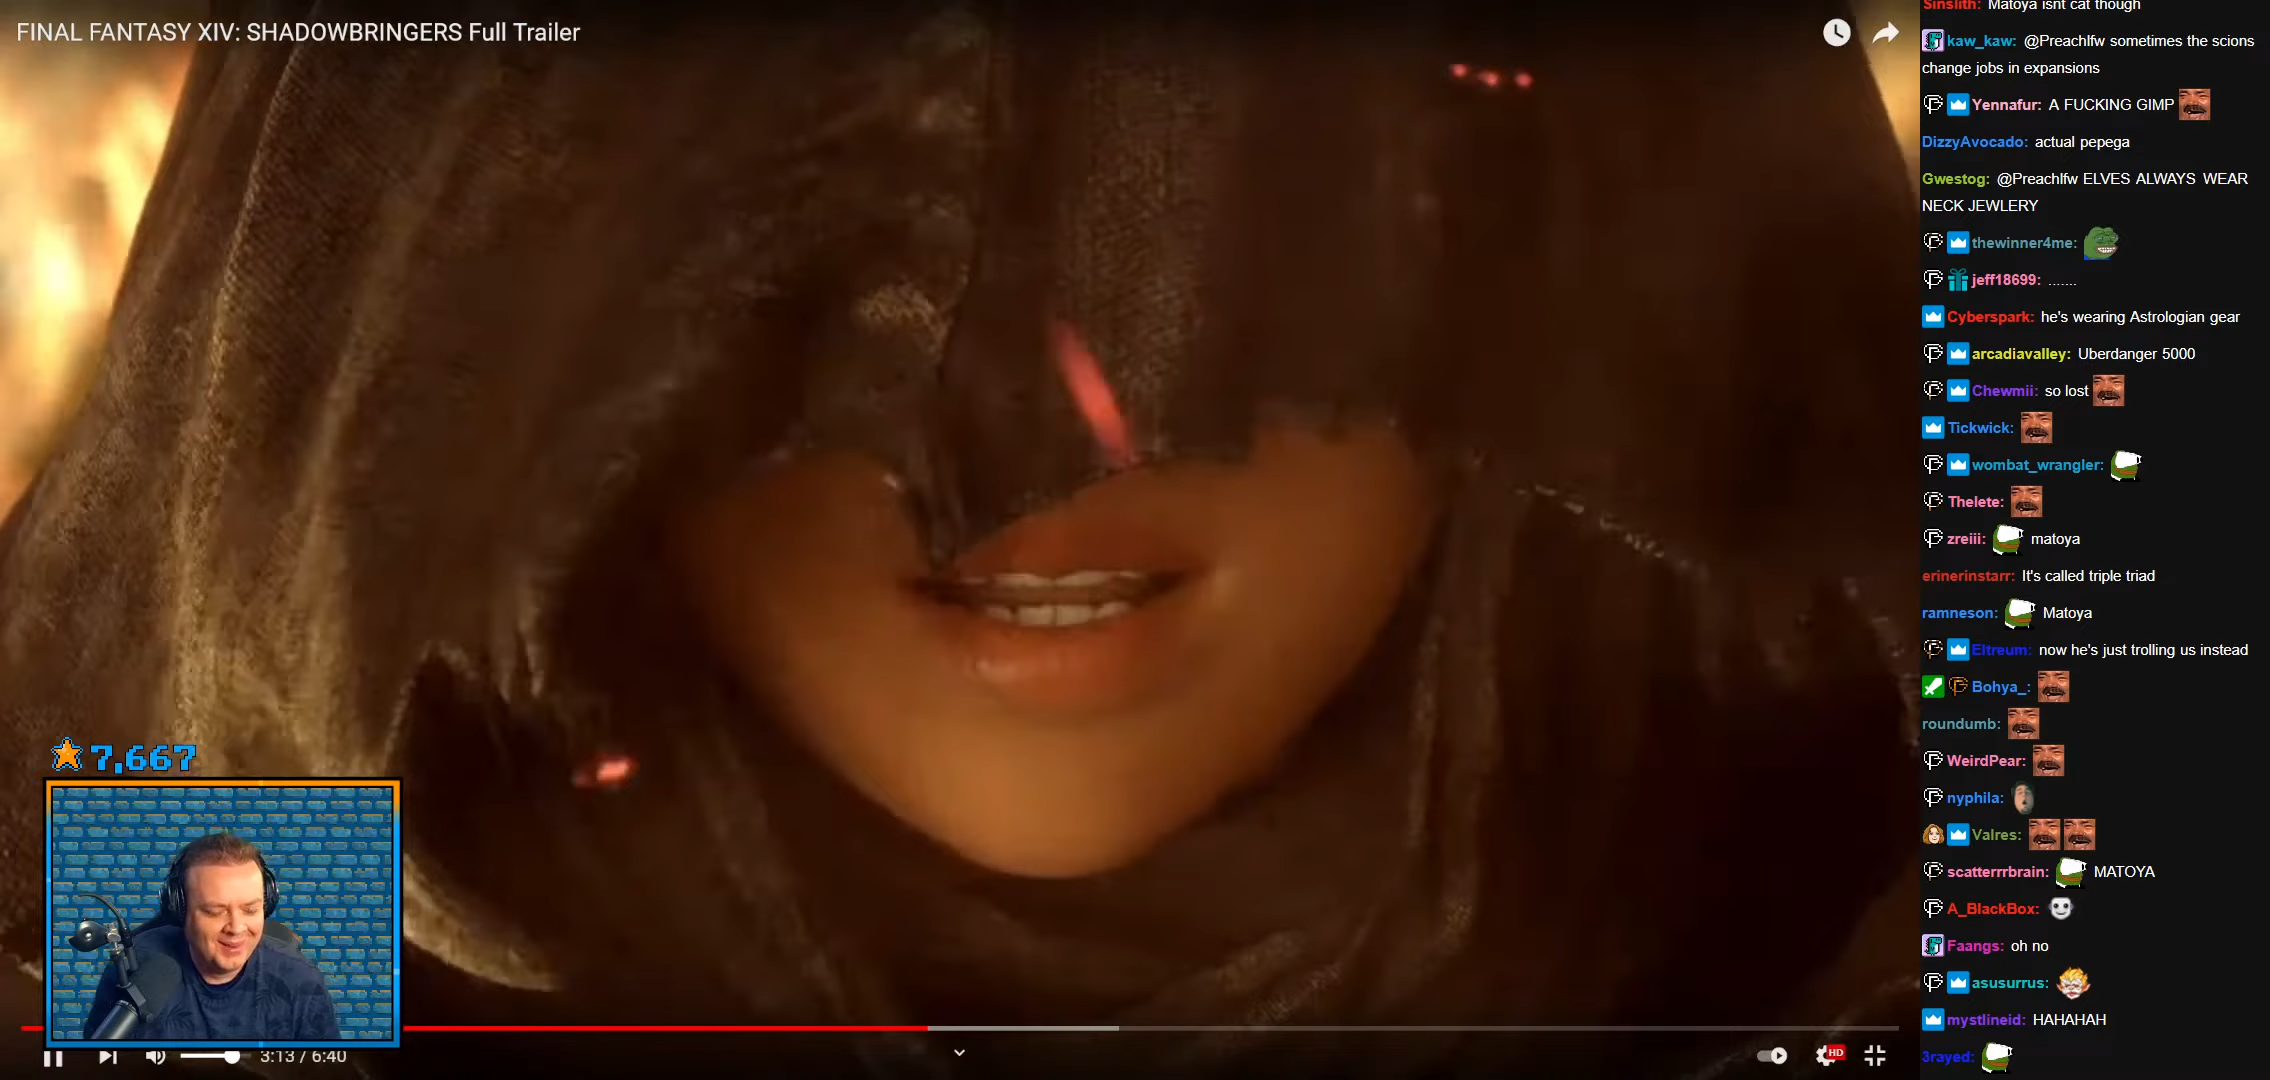 FINAL FANTASY XIV: SHADOWBRINGERS Full Trailer
7,667
3:13 / 6:40
HD
Sinslith: Matoya isnt cat though
kaw_kaw: @Preachlfw sometimes the scions
change jobs in expansions
Yennafur: A FUCKING GIMP
DizzyAvocado: actual pepega
Gwestog: @Preachlfw ELVES ALWAYS WEAR
NECK JEWLERY
thewinner4me:
jeff18699: .......
Cyberspark: he's wearing Astrologian gear
arcadiavalley: Uberdanger 5000
Chewmii: so lost
Tickwick:
wombat_wrangler:
Thelete:
zreiii: matoya
erinerinstarr: It's called triple triad
ramneson: Matoya
Eltreum: now he's just trolling us instead
Bohya_:
roundumb:
WeirdPear:
nyphila:
Valres:
scatterrrbrain: MATOYA
A_BlackBox:
Faangs: oh no
asusurrus:
mystlineid: HAHAHAH
3rayed: